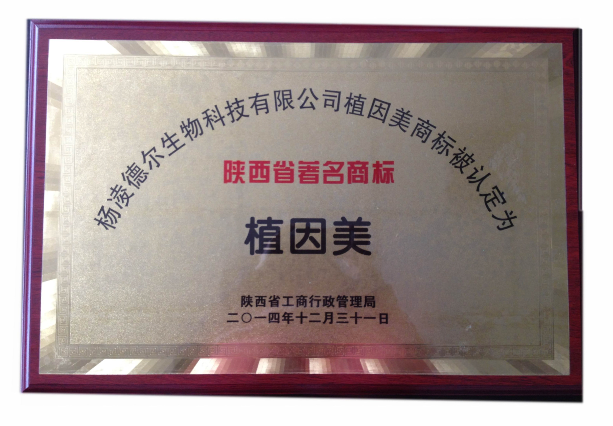 杨凌德尔生物科技有限公司植因美商标被认定为
陕西省著名商标
植因美
陕西省工商行政管理局
二〇一四年十二月三十一日